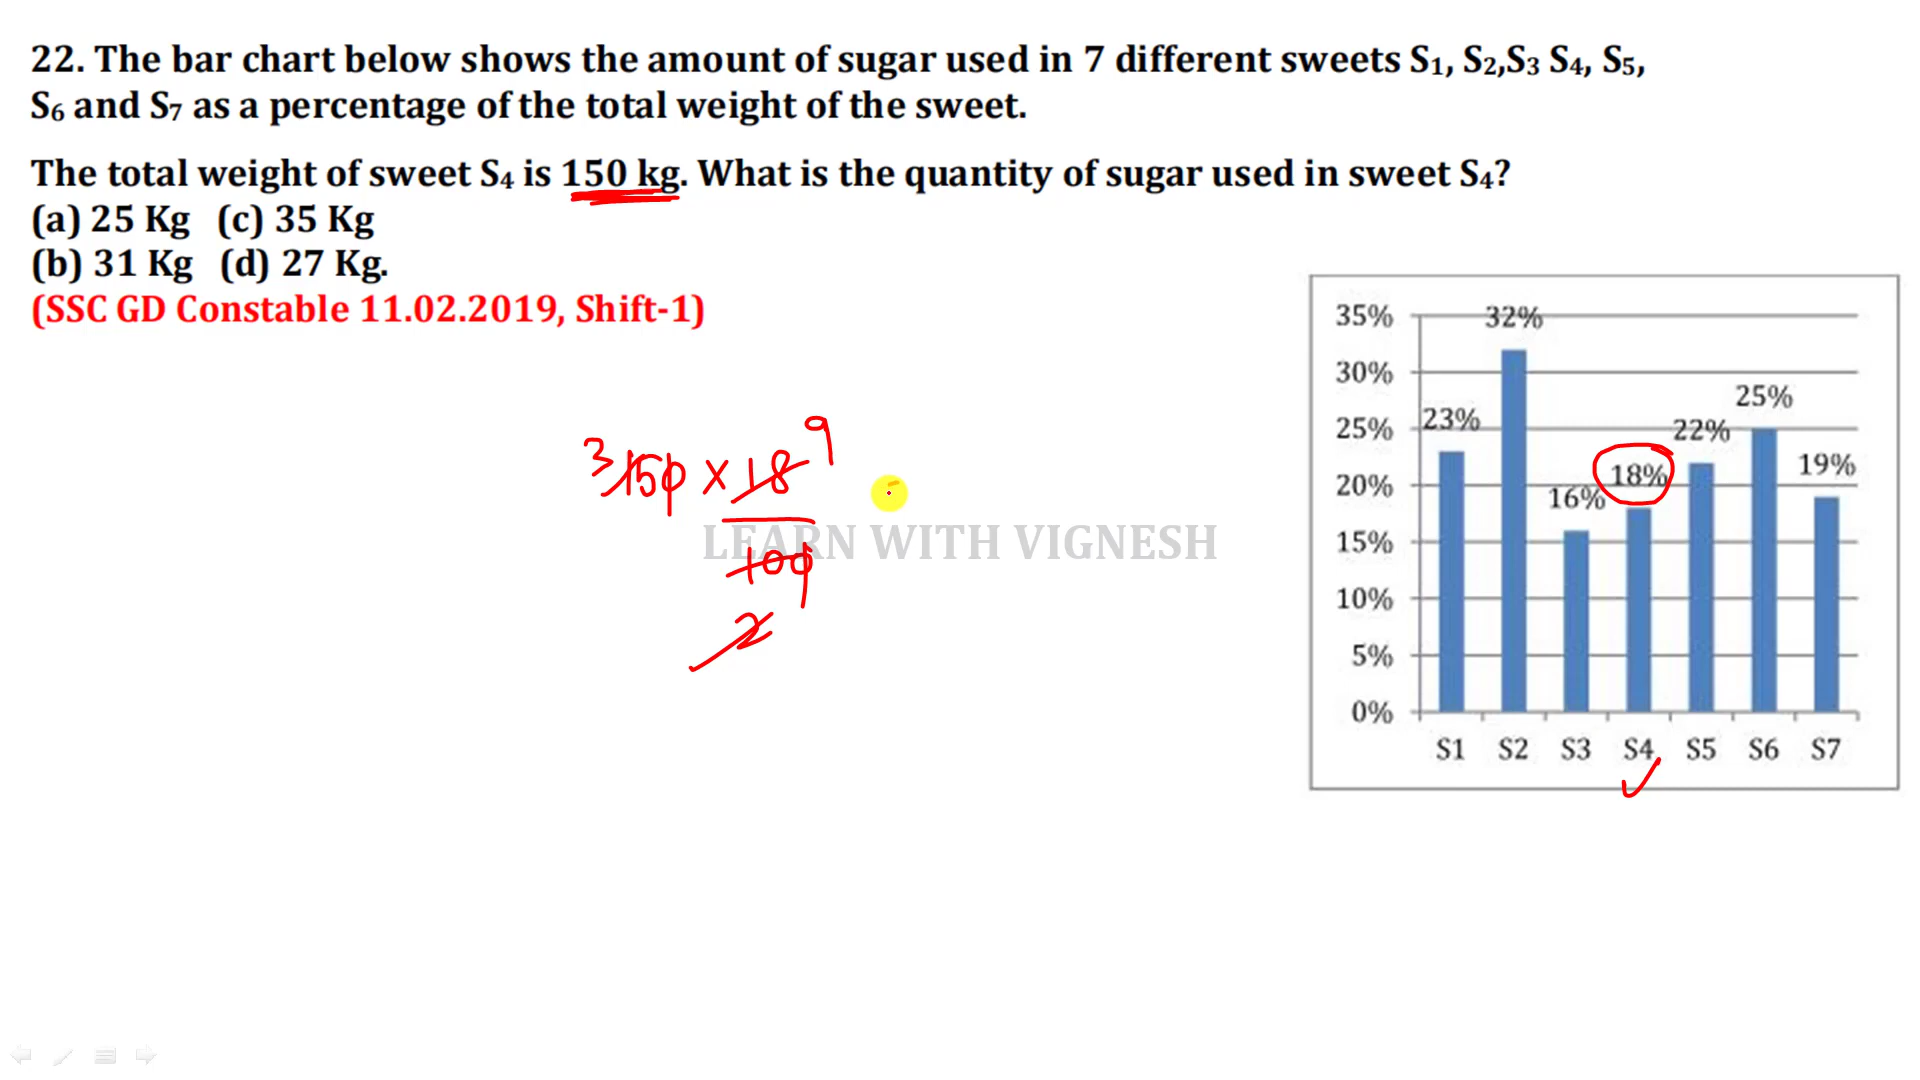 22. The bar chart below shows the amount of sugar used in 7 different sweets S1, S2,S3 S4, S5,
S6 and S7 as a percentage of the total weight of the sweet.
The total weight of sweet S4 is 150 kg. What is the quantity of sugar used in sweet S4?
(a) 25 Kg (c) 35 Kg
(b) 31 Kg (d) 27 Kg.
(SSC GD Constable 11.02.2019, Shift-1)
3 150 × 18 9
100
2
LEARN WITH VIGNESH
35%
30%
25%
20%
15%
10%
5%
0%
23%
32%
16%
18%
22%
25%
19%
S1 S2 S3 S4 S5 S6 S7